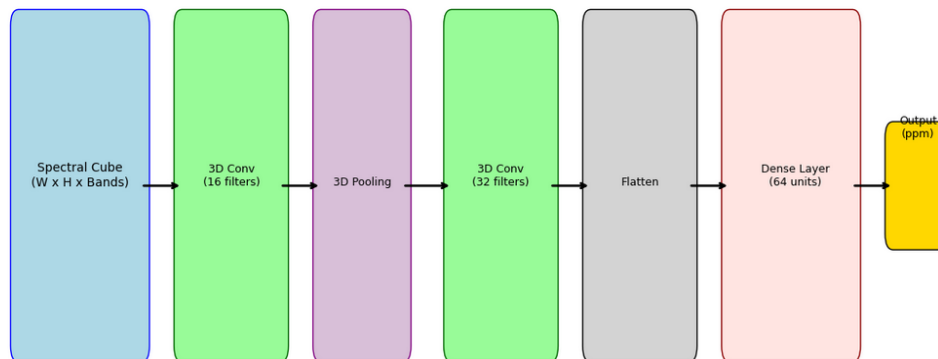 Spectral Cube
(W x H x Bands)
3D Conv
(16 filters)
3D Pooling
3D Conv
(32 filters)
Flatten
Dense Layer
(64 units)
Output
(ppm)